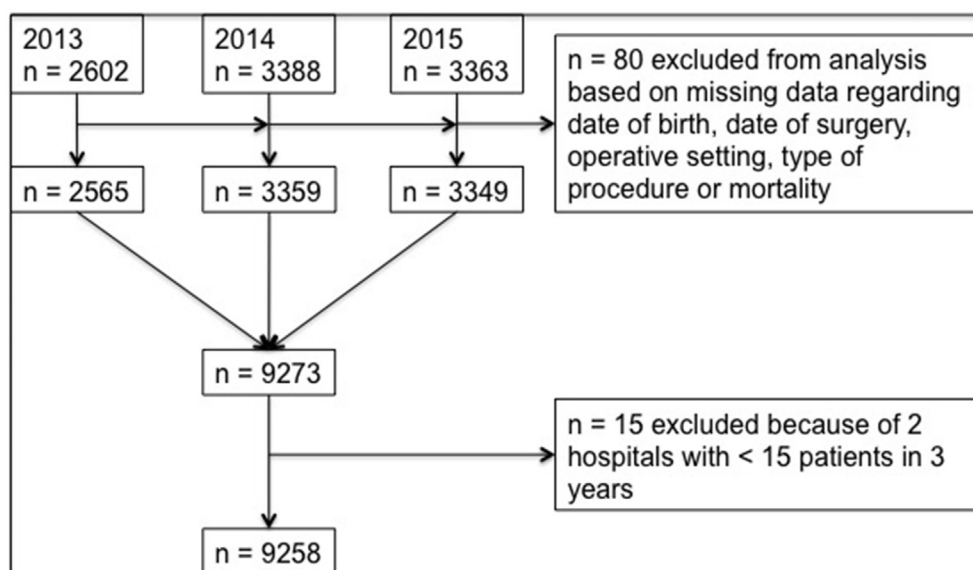 2013
n = 2602
2014
n = 3388
2015
n = 3363
n = 80 excluded from analysis
based on missing data regarding
date of birth, date of surgery,
operative setting, type of
procedure or mortality
n = 2565
n = 3359
n = 3349
n = 9273
n = 15 excluded because of 2
hospitals with < 15 patients in 3
years
n = 9258